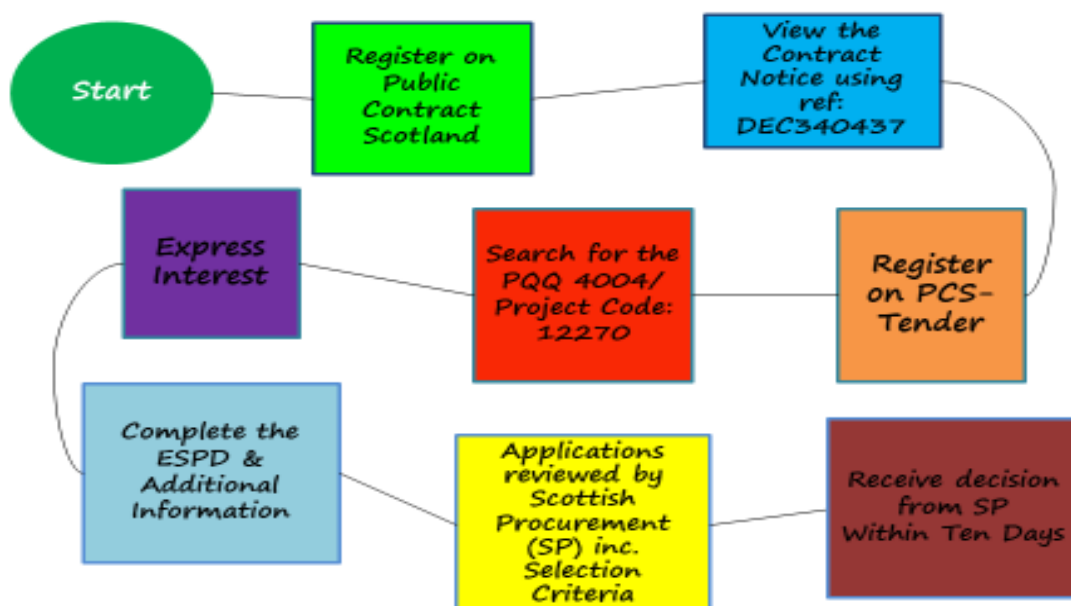 Start
Register on
Public
Contract
Scotland
View the
Contract
Notice using
ref:
DEC340437
Register
on PCS-
Tender
Search for the
PQQ 4004/
Project Code:
12270
Express
Interest
Complete the
ESPD &
Additional
Information
Applications
reviewed by
Scottish
Procurement
(SP) inc.
Selection
Criteria
Receive decision
from SP
Within Ten Days